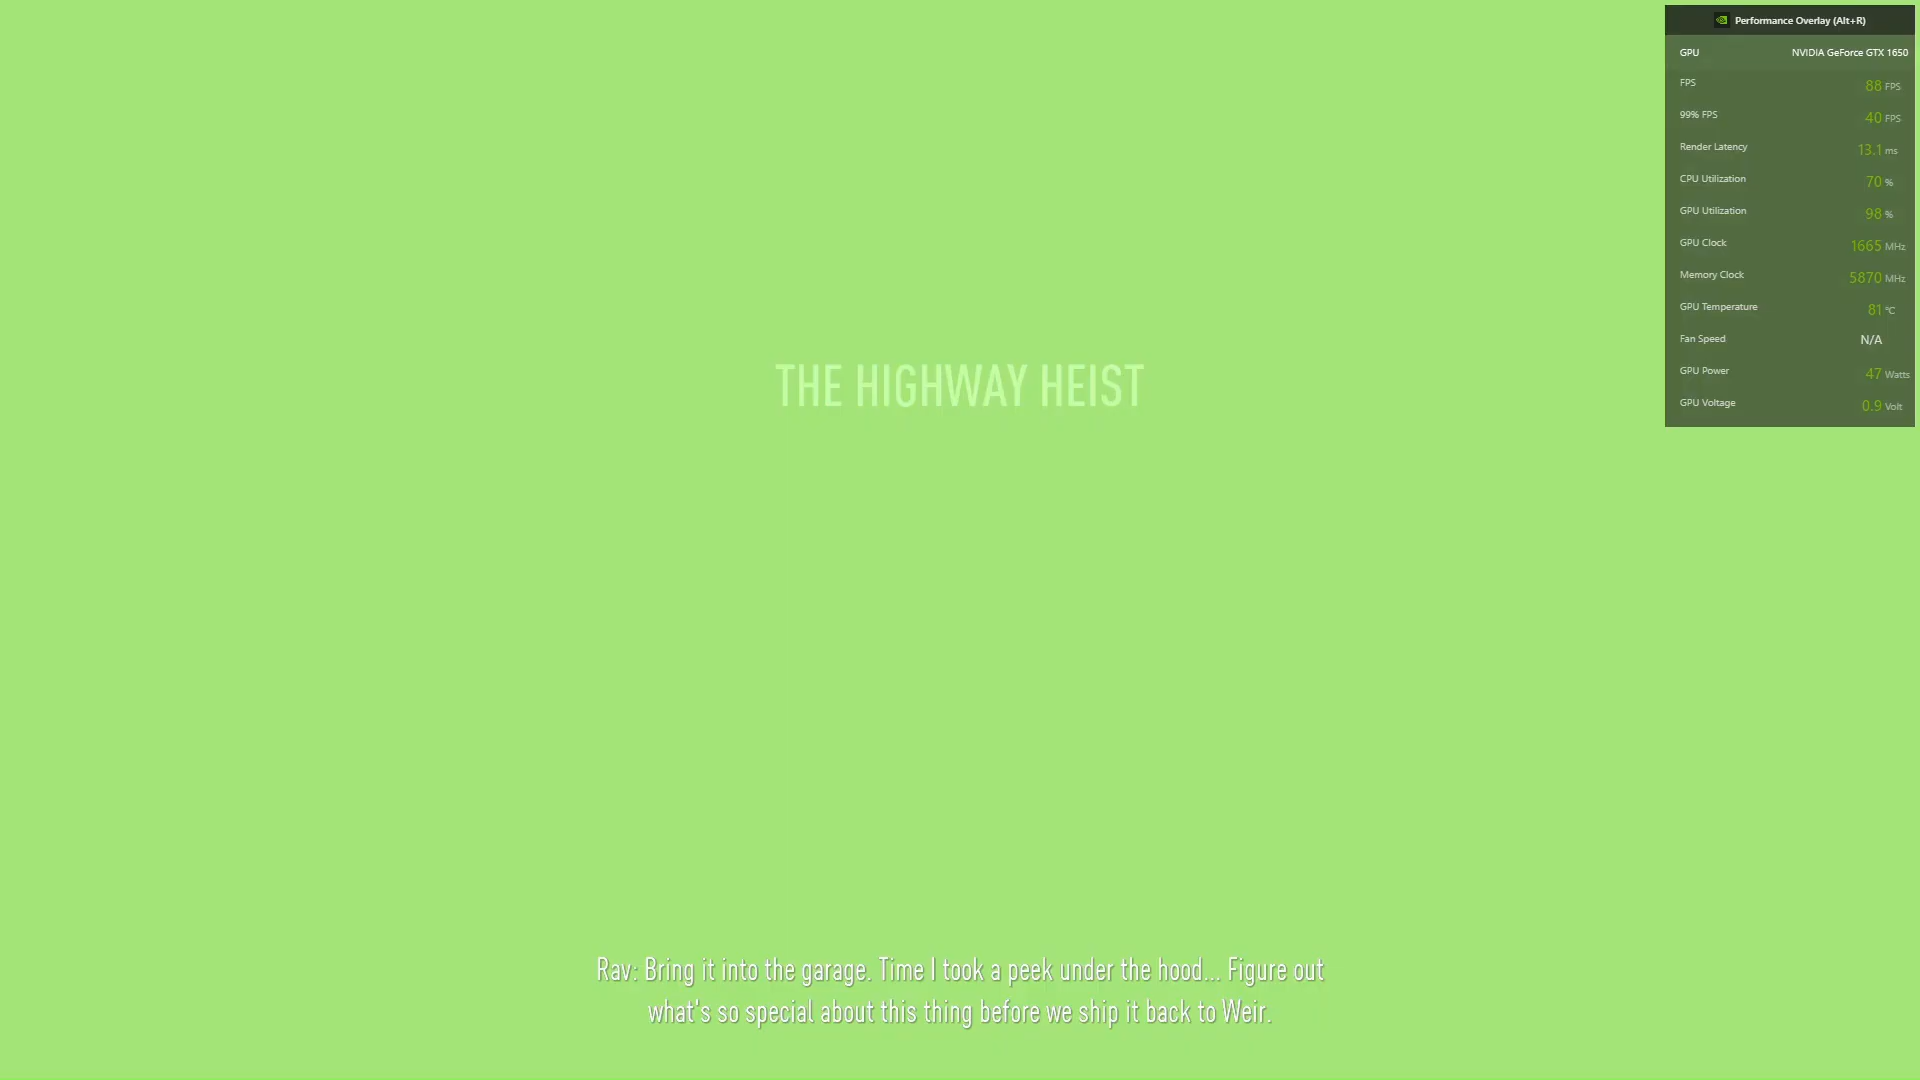 Performance Overlay (Alt+R)
GPU NVIDIA GeForce GTX 1650
FPS 88 FPS
99% FPS 40 FPS
Render Latency 13.1 ms
CPU Utilization 70 %
GPU Utilization 98 %
GPU Clock 1665 MHz
Memory Clock 5870 MHz
GPU Temperature 81 °C
Fan Speed N/A
GPU Power 47 Watts
GPU Voltage 0.9 Volt
THE HIGHWAY HEIST
Rav: Bring it into the garage. Time I took a peek under the hood... Figure out
what's so special about this thing before we ship it back to Weir.